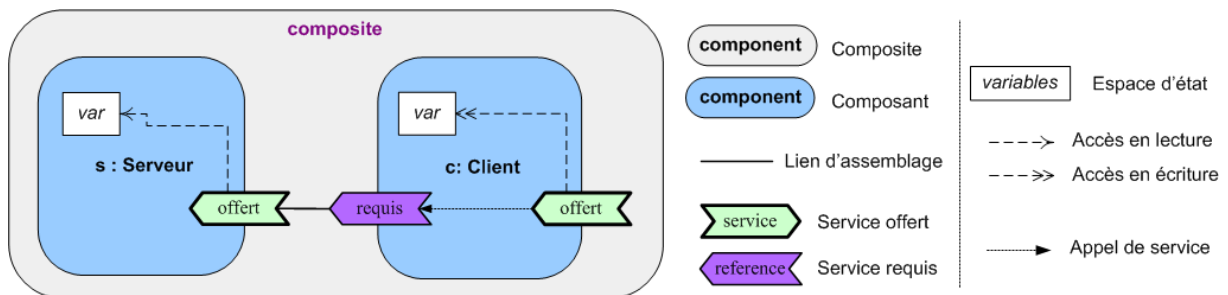 composite
var
s : Serveur
offert
requis
var
c: Client
offert
component Composite
component Composant
Lien d'assemblage
service Service offert
reference Service requis
variables Espace d'état
Accès en lecture
Accès en écriture
Appel de service